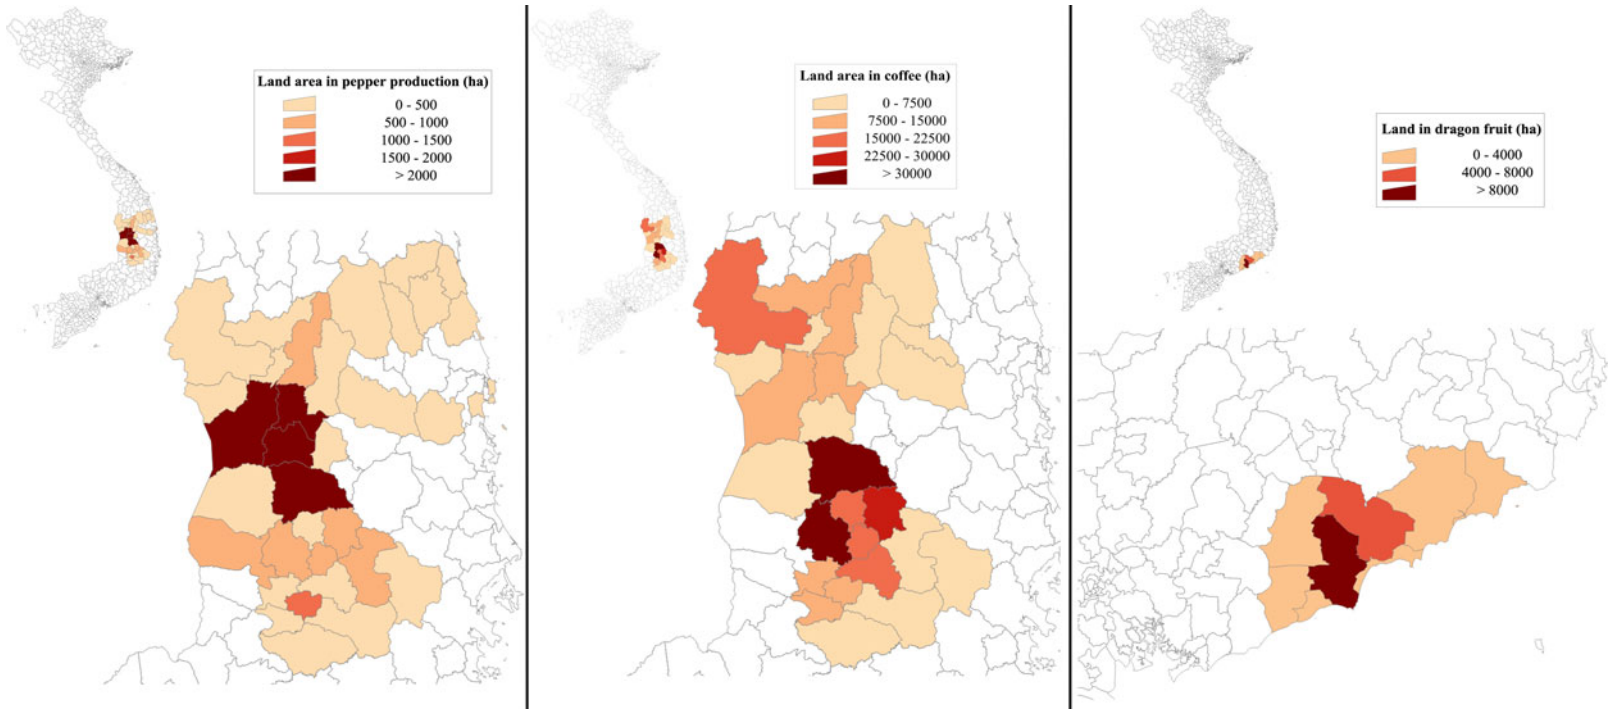 Land area in pepper production (ha)
0 - 500
500 - 1000
1000 - 1500
1500 - 2000
> 2000
Land area in coffee (ha)
0 - 7500
7500 - 15000
15000 - 22500
22500 - 30000
> 30000
Land in dragon fruit (ha)
0 - 4000
4000 - 8000
> 8000